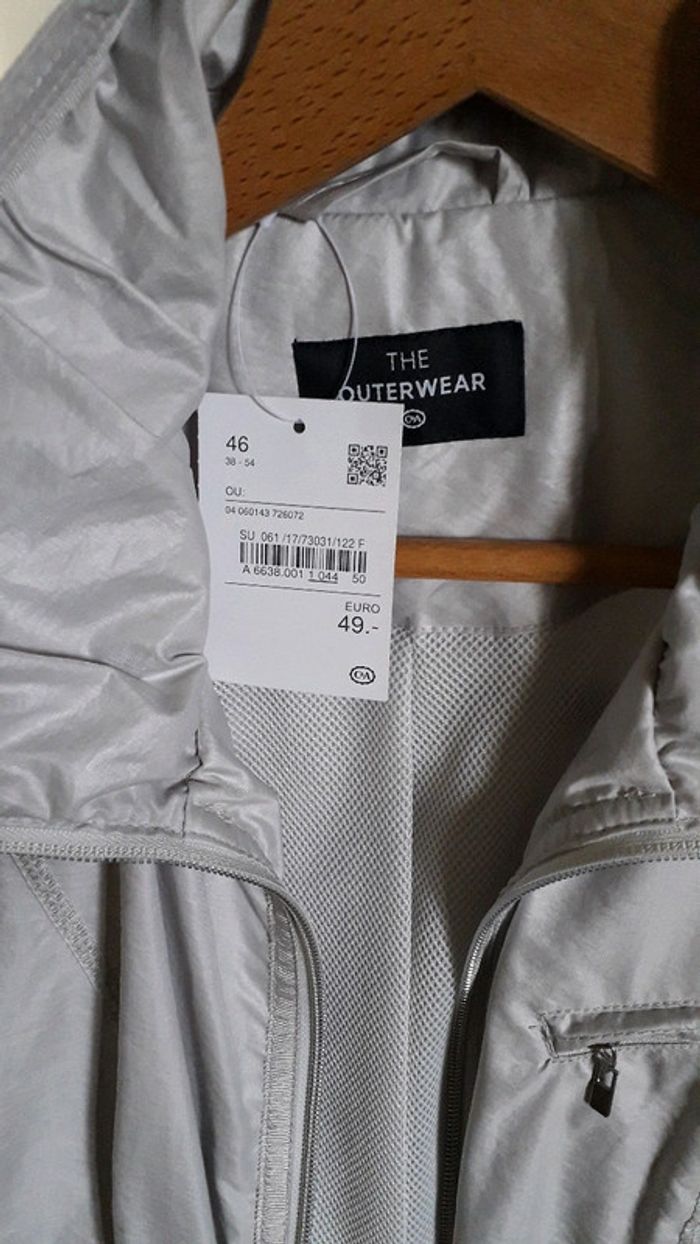 THE
OUTERWEAR
C&A
46
38 - 54
OU:
04 060143 726072
SU 061 /17/73031/122 F
A 6638.001 1 044 50
EURO
49.-
C&A